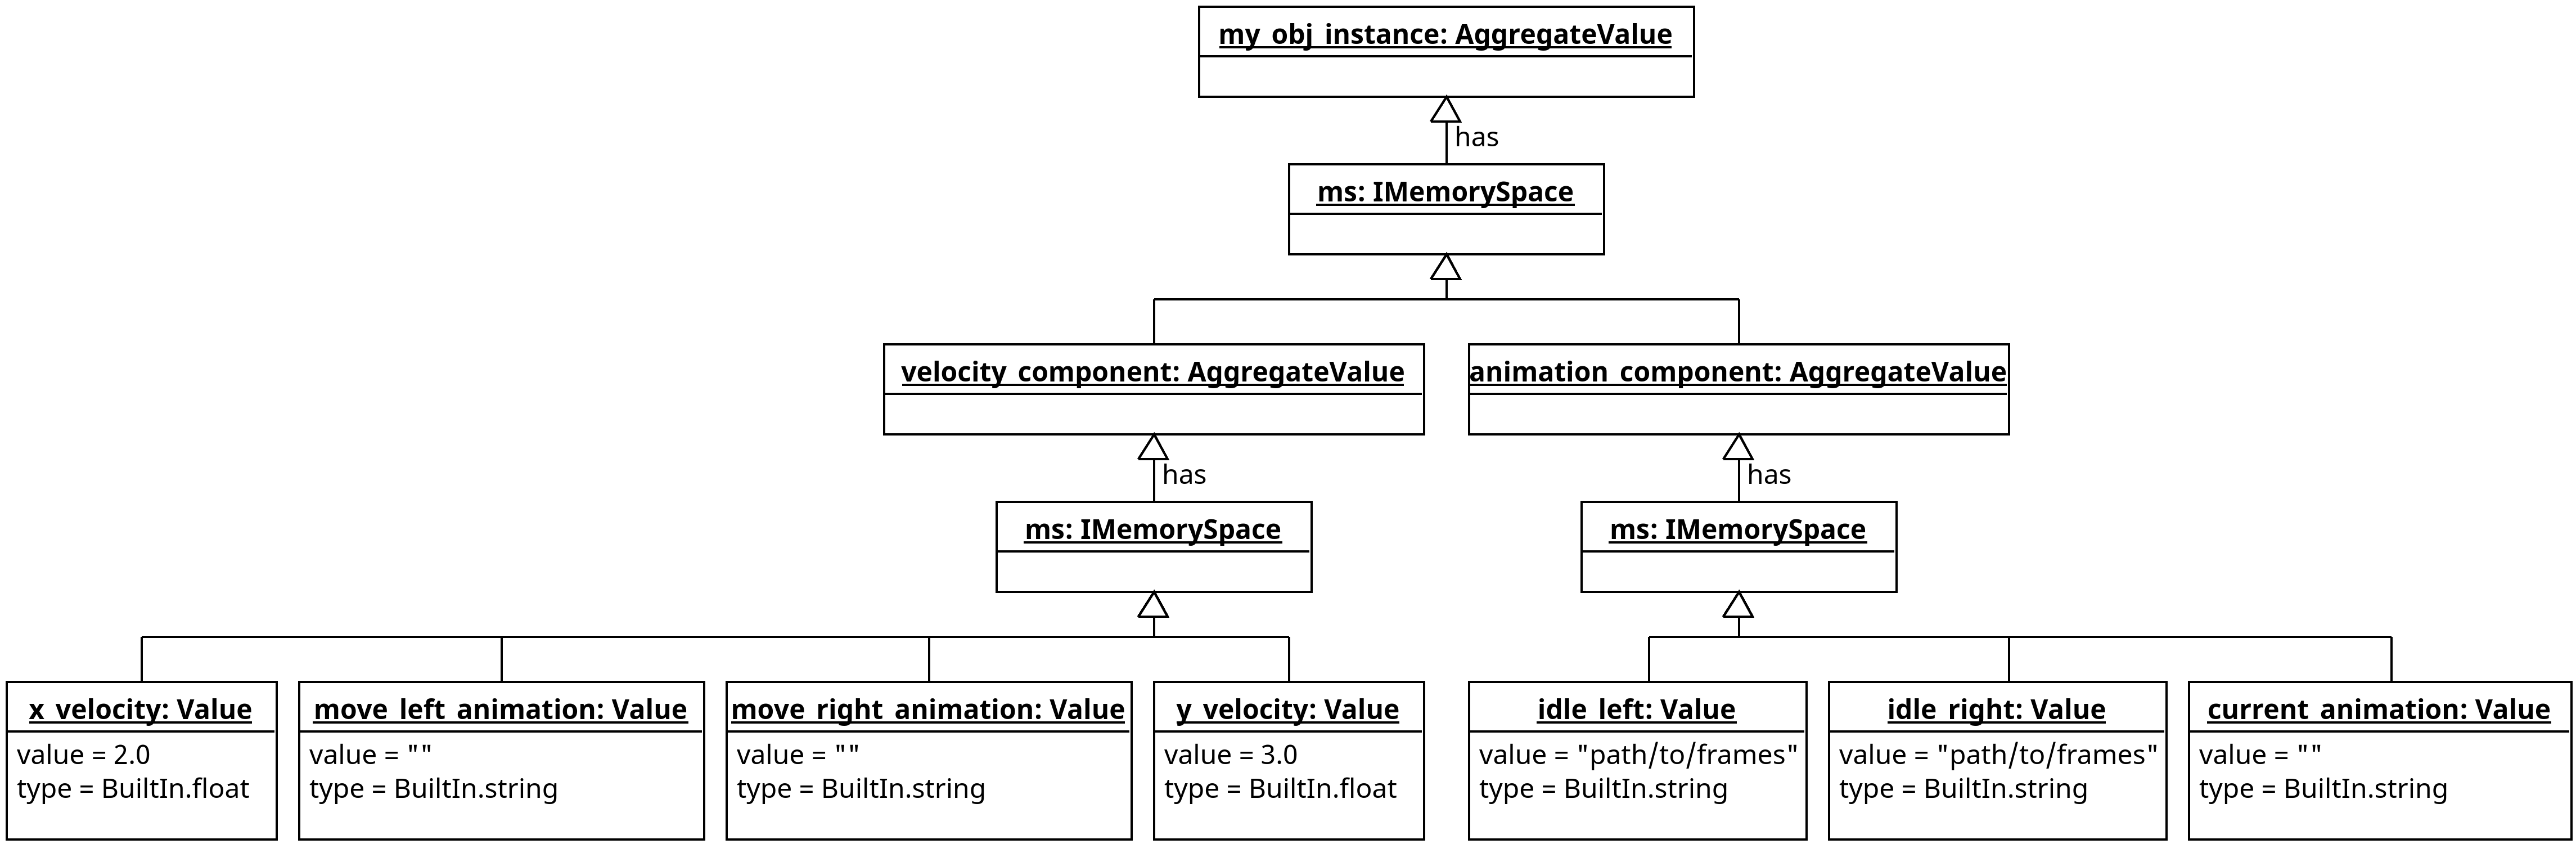 my_obj_instance: AggregateValue
has
ms: IMemorySpace
velocity_component: AggregateValue
animation_component: AggregateValue
has
has
ms: IMemorySpace
ms: IMemorySpace
x_velocity: Value
value = 2.0
type = BuiltIn.float
move_left_animation: Value
value = ""
type = BuiltIn.string
move_right_animation: Value
value = ""
type = BuiltIn.string
y_velocity: Value
value = 3.0
type = BuiltIn.float
idle_left: Value
value = "path/to/frames"
type = BuiltIn.string
idle_right: Value
value = "path/to/frames"
type = BuiltIn.string
current_animation: Value
value = ""
type = BuiltIn.string